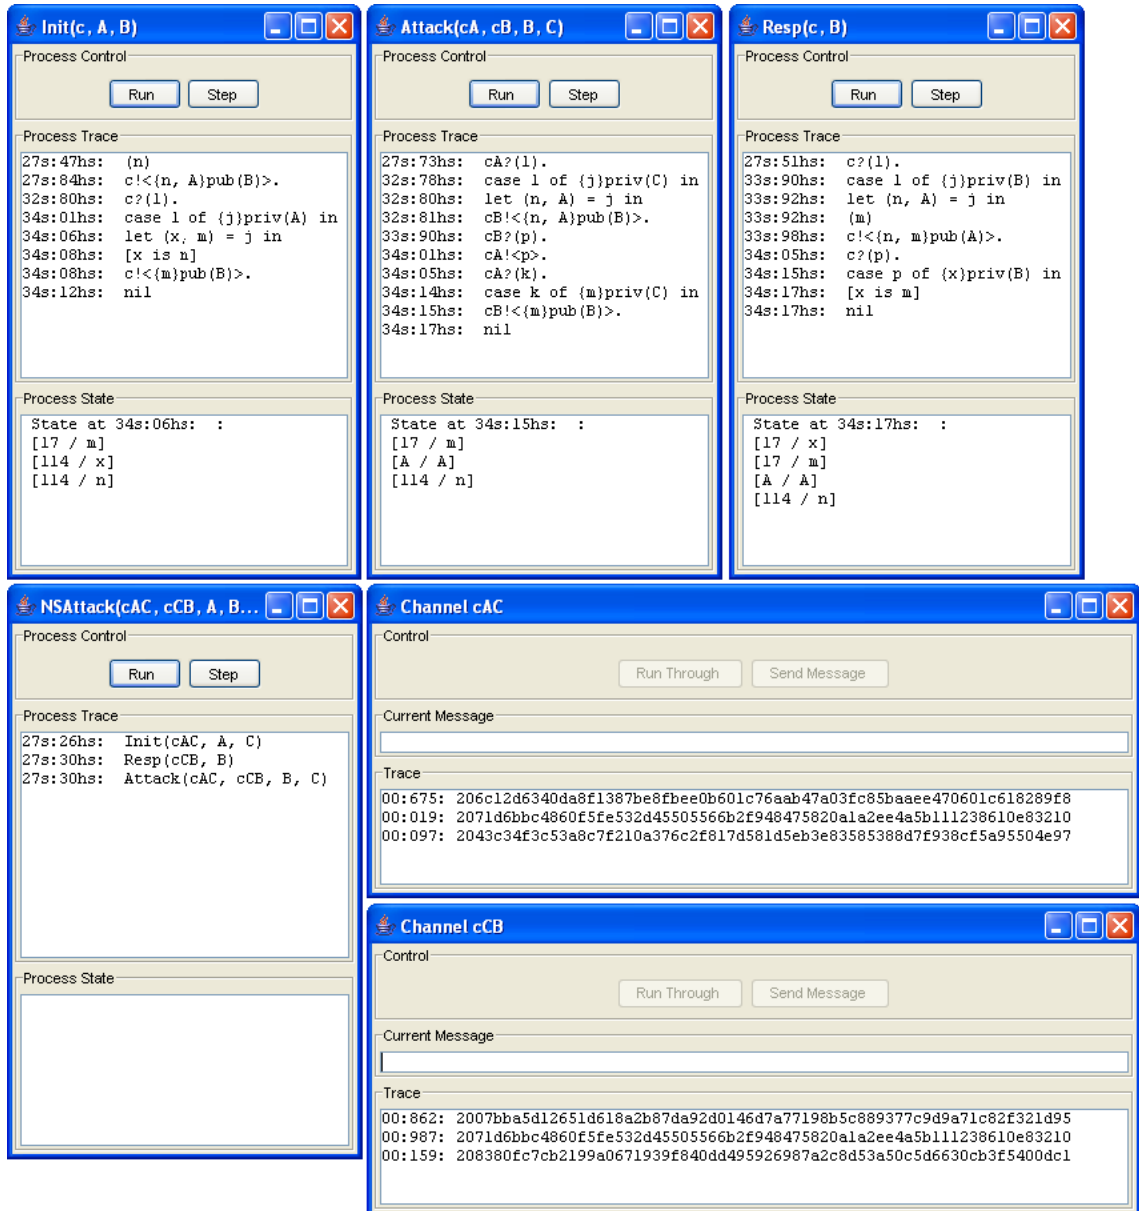 Init(c, A, B)
Process Control
Run Step
Process Trace
27s:47hs: (n)
27s:84hs: c!<{n, A}pub(B)>.
32s:80hs: c?(l).
34s:01hs: case l of {j}priv(A) in
34s:06hs: let (x, m) = j in
34s:08hs: [x is n]
34s:08hs: c!<{m}pub(B)>.
34s:12hs: nil
Process State
State at 34s:06hs: :
[17 / m]
[114 / x]
[114 / n]
Attack(cA, cB, B, C)
Process Control
Run Step
Process Trace
27s:73hs: cA?(l).
32s:78hs: case l of {j}priv(C) in
32s:80hs: let (n, A) = j in
32s:81hs: cB!<{n, A}pub(B)>.
33s:90hs: cB?(p).
34s:01hs: cA!<p>.
34s:05hs: cA?(k).
34s:14hs: case k of {m}priv(C) in
34s:15hs: cB!<{m}pub(B)>.
34s:17hs: nil
Process State
State at 34s:15hs: :
[17 / m]
[A / A]
[114 / n]
Resp(c, B)
Process Control
Run Step
Process Trace
27s:51hs: c?(l).
33s:90hs: case l of {j}priv(B) in
33s:92hs: let (n, A) = j in
33s:92hs: (m)
33s:98hs: c!<{n, m}pub(A)>.
34s:05hs: c?(p).
34s:15hs: case p of {x}priv(B) in
34s:17hs: [x is m]
34s:17hs: nil
Process State
State at 34s:17hs: :
[17 / x]
[17 / m]
[A / A]
[114 / n]
NSAttack(cAC, cCB, A, B...
Process Control
Run Step
Process Trace
27s:26hs: Init(cAC, A, C)
27s:30hs: Resp(cCB, B)
27s:30hs: Attack(cAC, cCB, B, C)
Process State
Channel cAC
Control
Run Through Send Message
Current Message
Trace
00:675: 206c12d6340da8f1387be8fbee0b601c76aab47a03fc85baaee470601c618289f8
00:019: 2071d6bbc4860f5fe532d45505566b2f948475820a1a2ee4a5b111238610e83210
00:097: 2043c34f3c53a8c7f210a376c2f817d581d5eb3e83585388d7f938cf5a95504e97
Channel cCB
Control
Run Through Send Message
Current Message
Trace
00:862: 2007bba5d12651d618a2b87da92d0146d7a77198b5c889377c9d9a71c82f321d95
00:987: 2071d6bbc4860f5fe532d45505566b2f948475820a1a2ee4a5b111238610e83210
00:159: 208380fc7cb2199a0671939f840dd495926987a2c8d53a50c5d6630cb3f5400dc1